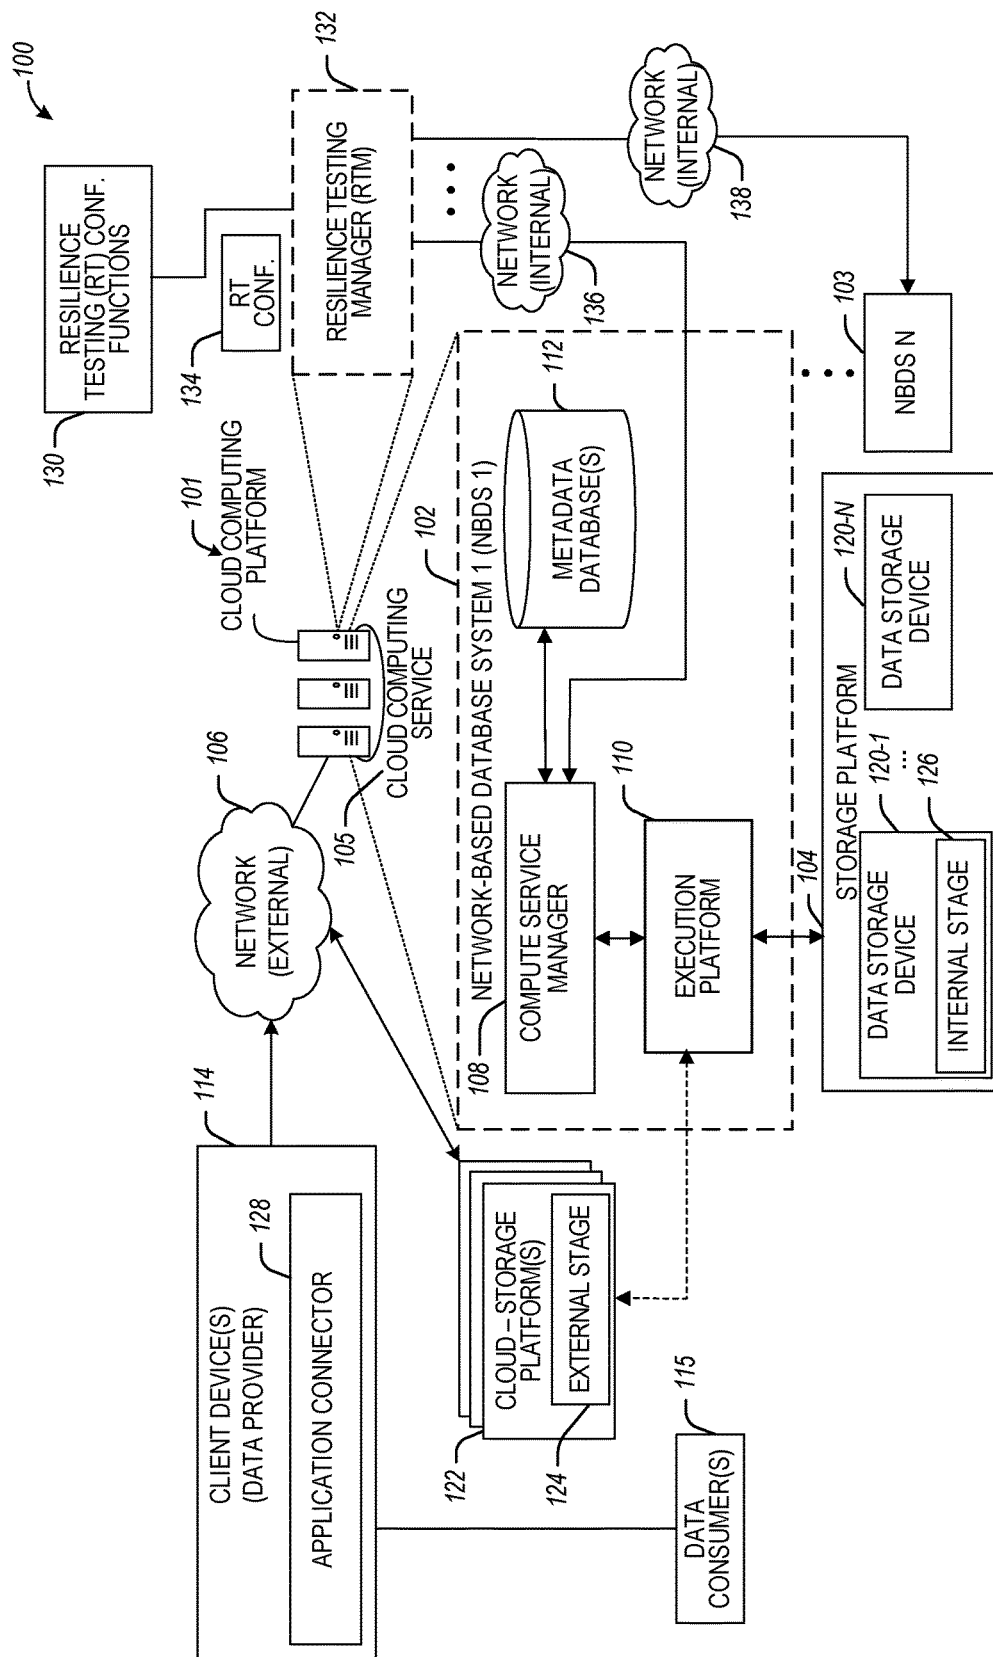 100
CLIENT DEVICE(S)
(DATA PROVIDER)
114
APPLICATION CONNECTOR
128
NETWORK
(EXTERNAL)
106
CLOUD COMPUTING
PLATFORM
101
CLOUD COMPUTING
SERVICE
105
RESILIENCE
TESTING (RT) CONF.
FUNCTIONS
130
RT
CONF.
134
RESILIENCE TESTING
MANAGER (RTM)
132
NETWORK
(INTERNAL)
136
NETWORK
(INTERNAL)
138
CLOUD – STORAGE
PLATFORM(S)
122
EXTERNAL STAGE
124
DATA
CONSUMER(S)
115
NETWORK-BASED DATABASE SYSTEM 1 (NBDS 1)
102
COMPUTE SERVICE
MANAGER
108
METADATA
DATABASE(S)
112
EXECUTION
PLATFORM
110
NBDS N
103
104
STORAGE PLATFORM
DATA STORAGE
DEVICE
120-1
...
INTERNAL STAGE
126
DATA STORAGE
DEVICE
120-N